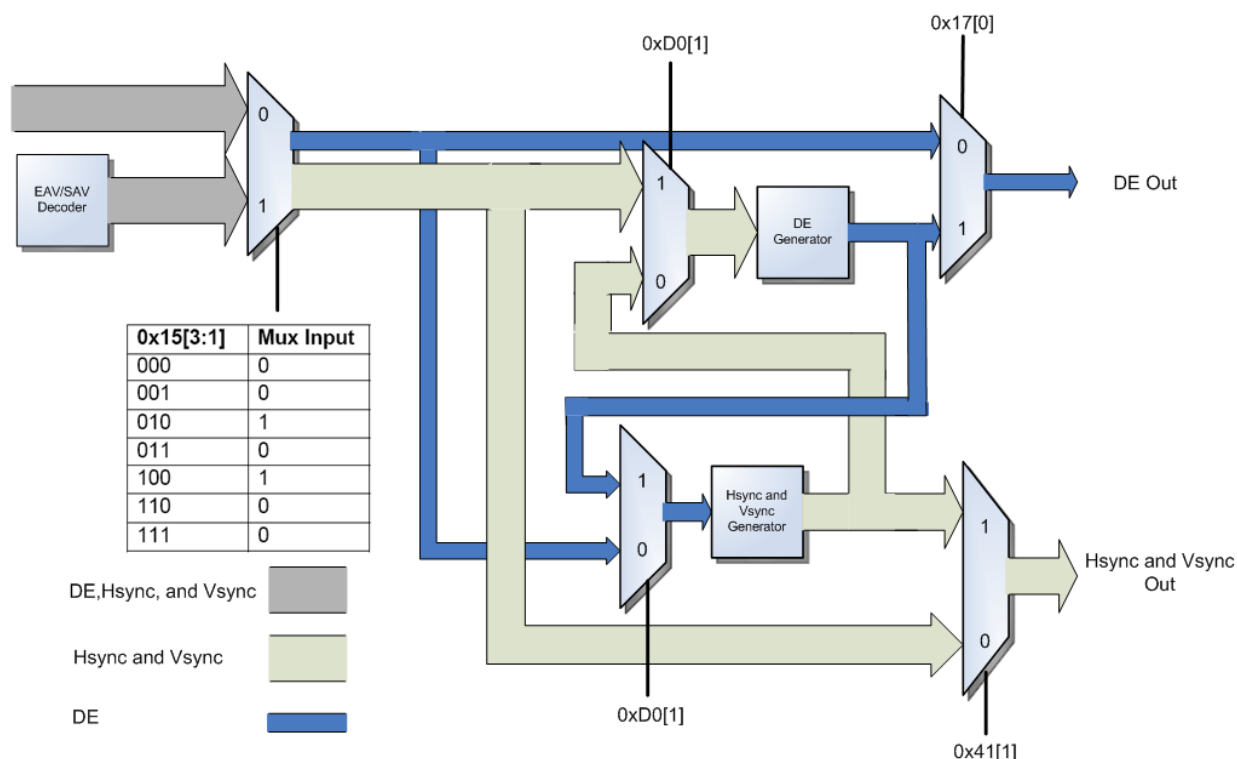 0x17[0]
0xD0[1]
0
1
EAV/SAV
Decoder
1
0
DE
Generator
0
1
DE Out
0x15[3:1] Mux Input
000 0
001 0
010 1
011 0
100 1
110 0
111 0
1
0
Hsync and
Vsync
Generator
1
0
Hsync and Vsync
Out
DE,Hsync, and Vsync
Hsync and Vsync
DE
0xD0[1]
0x41[1]